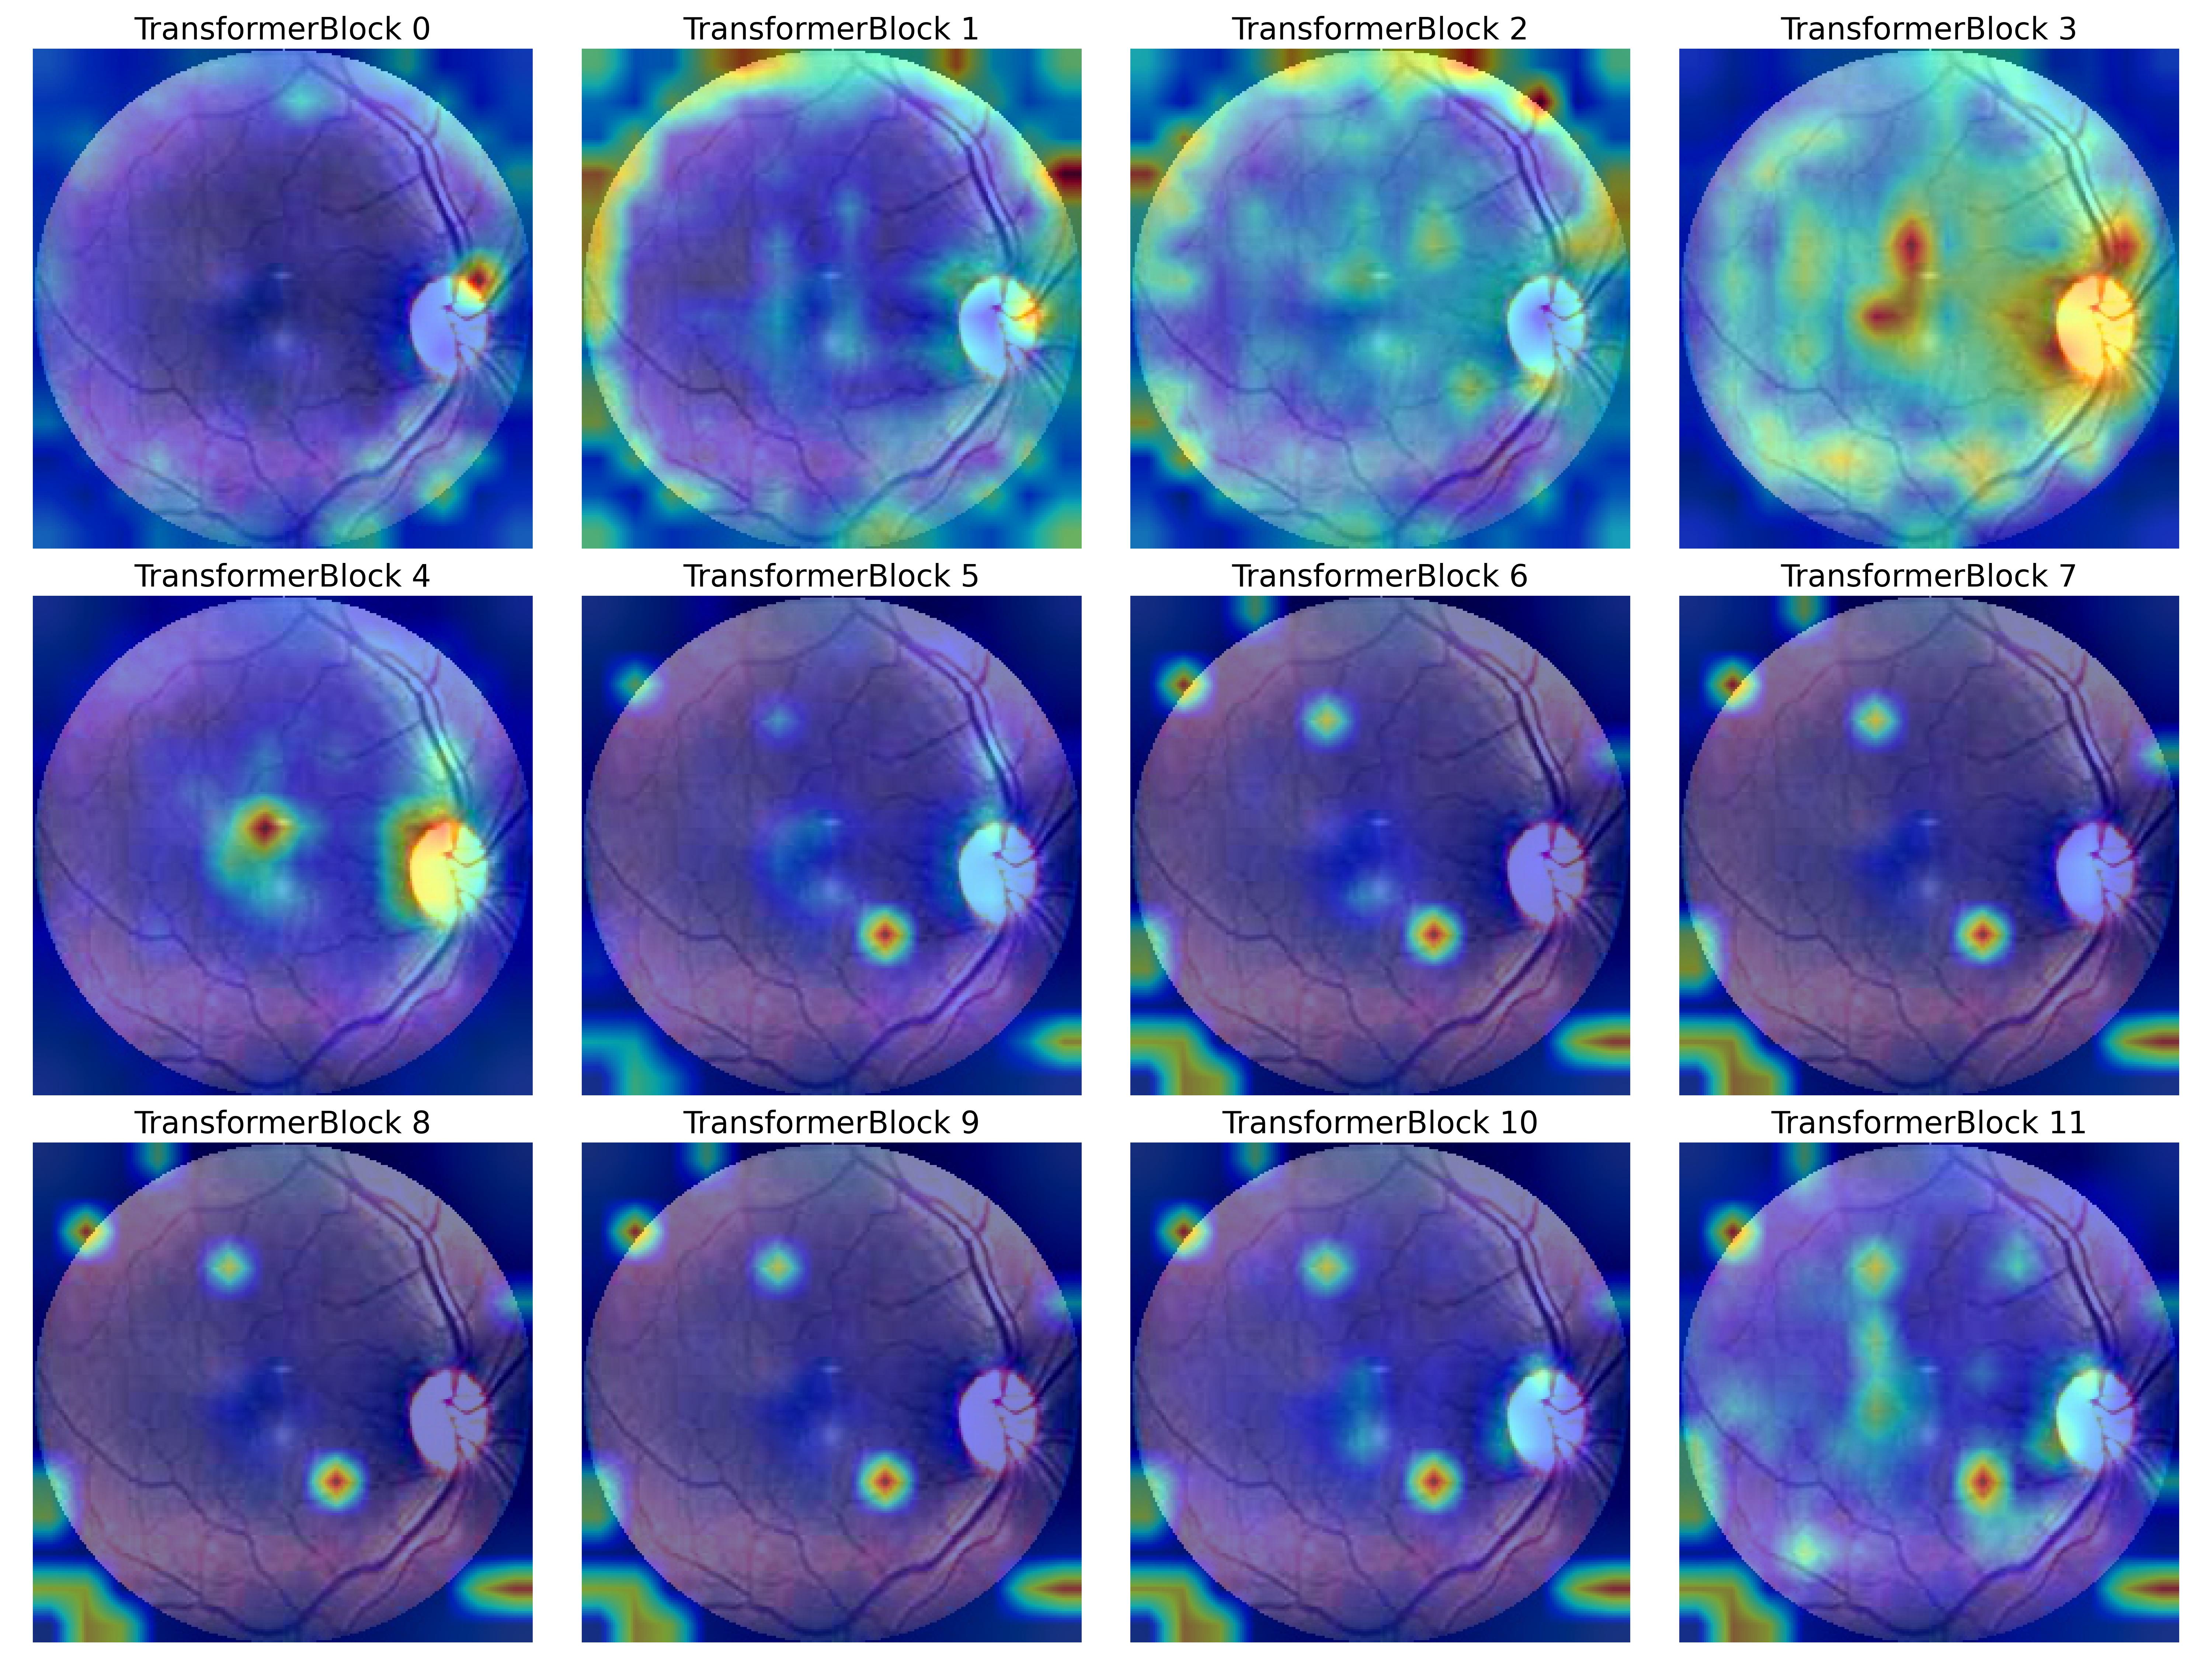 TransformerBlock 0
TransformerBlock 1
TransformerBlock 2
TransformerBlock 3
TransformerBlock 4
TransformerBlock 5
TransformerBlock 6
TransformerBlock 7
TransformerBlock 8
TransformerBlock 9
TransformerBlock 10
TransformerBlock 11